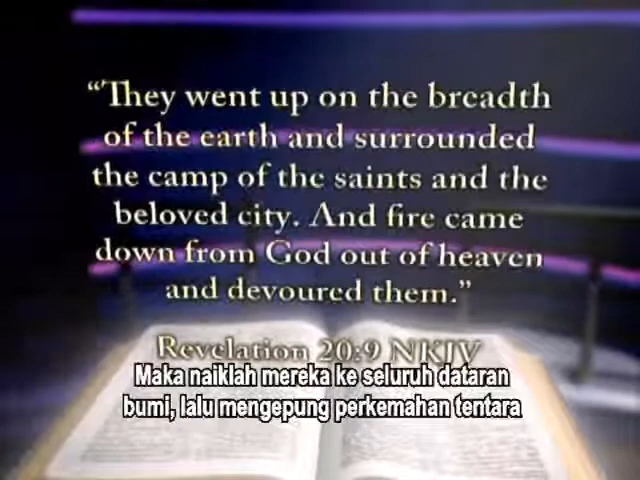 “They went up on the breadth
of the earth and surrounded
the camp of the saints and the
beloved city. And fire came
down from God out of heaven
and devoured them.”
Revelation 20:9 NKJV
Maka naiklah mereka ke seluruh dataran
bumi, lalu mengepung perkemahan tentara